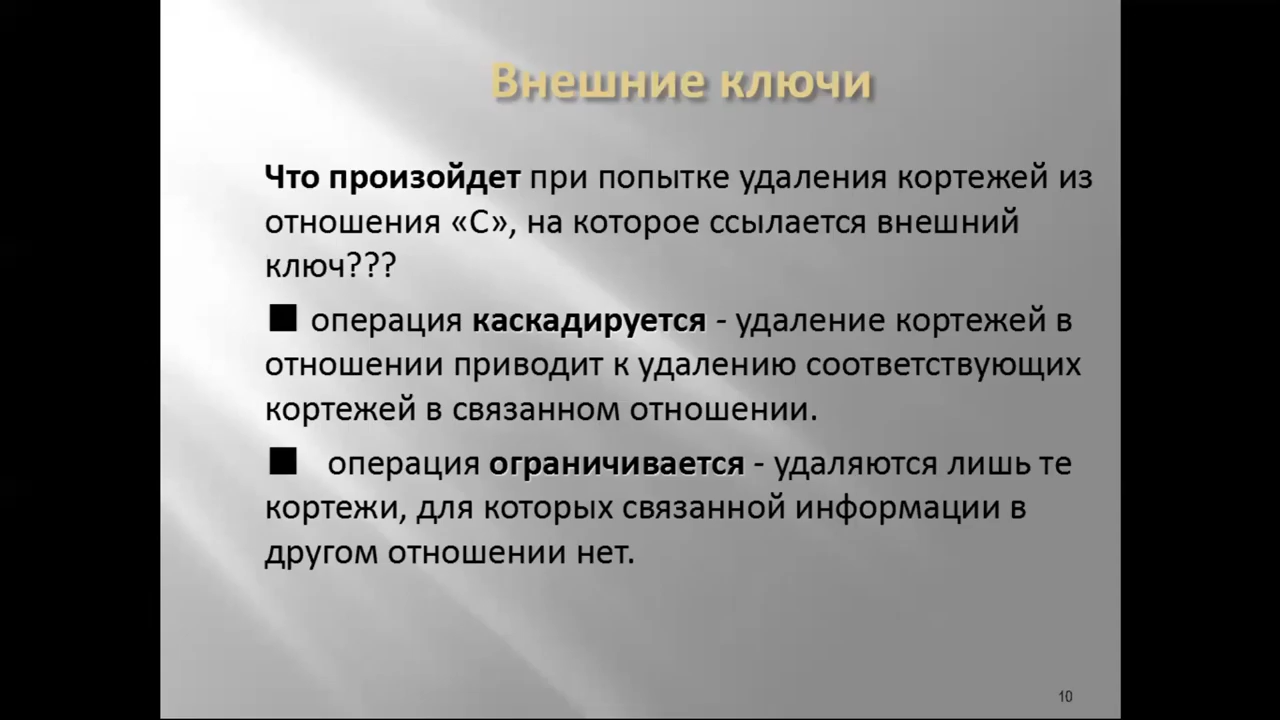 Внешние ключи
Что произойдет при попытке удаления кортежей из
отношения «С», на которое ссылается внешний
ключ???
■ операция каскадируется - удаление кортежей в
отношении приводит к удалению соответствующих
кортежей в связанном отношении.
■ операция ограничивается - удаляются лишь те
кортежи, для которых связанной информации в
другом отношении нет.
10